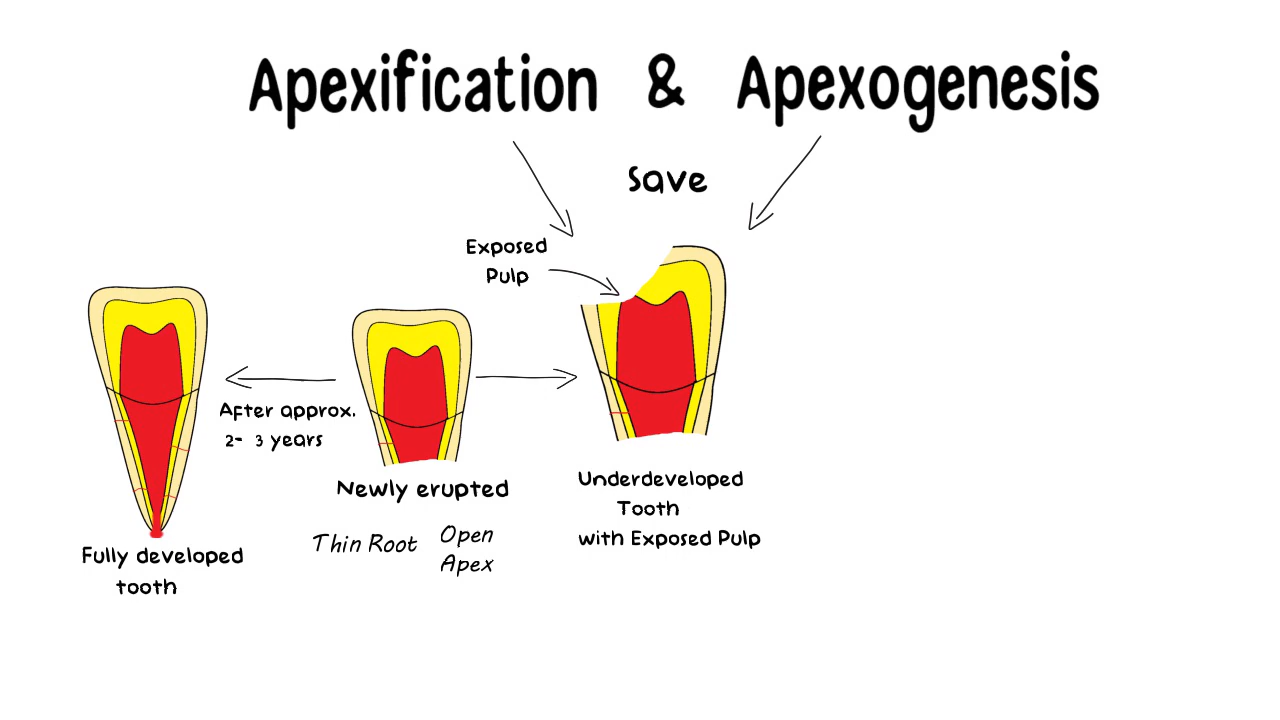 Apexification & Apexogenesis
Save
Exposed
Pulp
After approx.
2- 3 years
Newly erupted
Thin Root
Open
Apex
Underdeveloped
Tooth
with Exposed Pulp
Fully developed
tooth